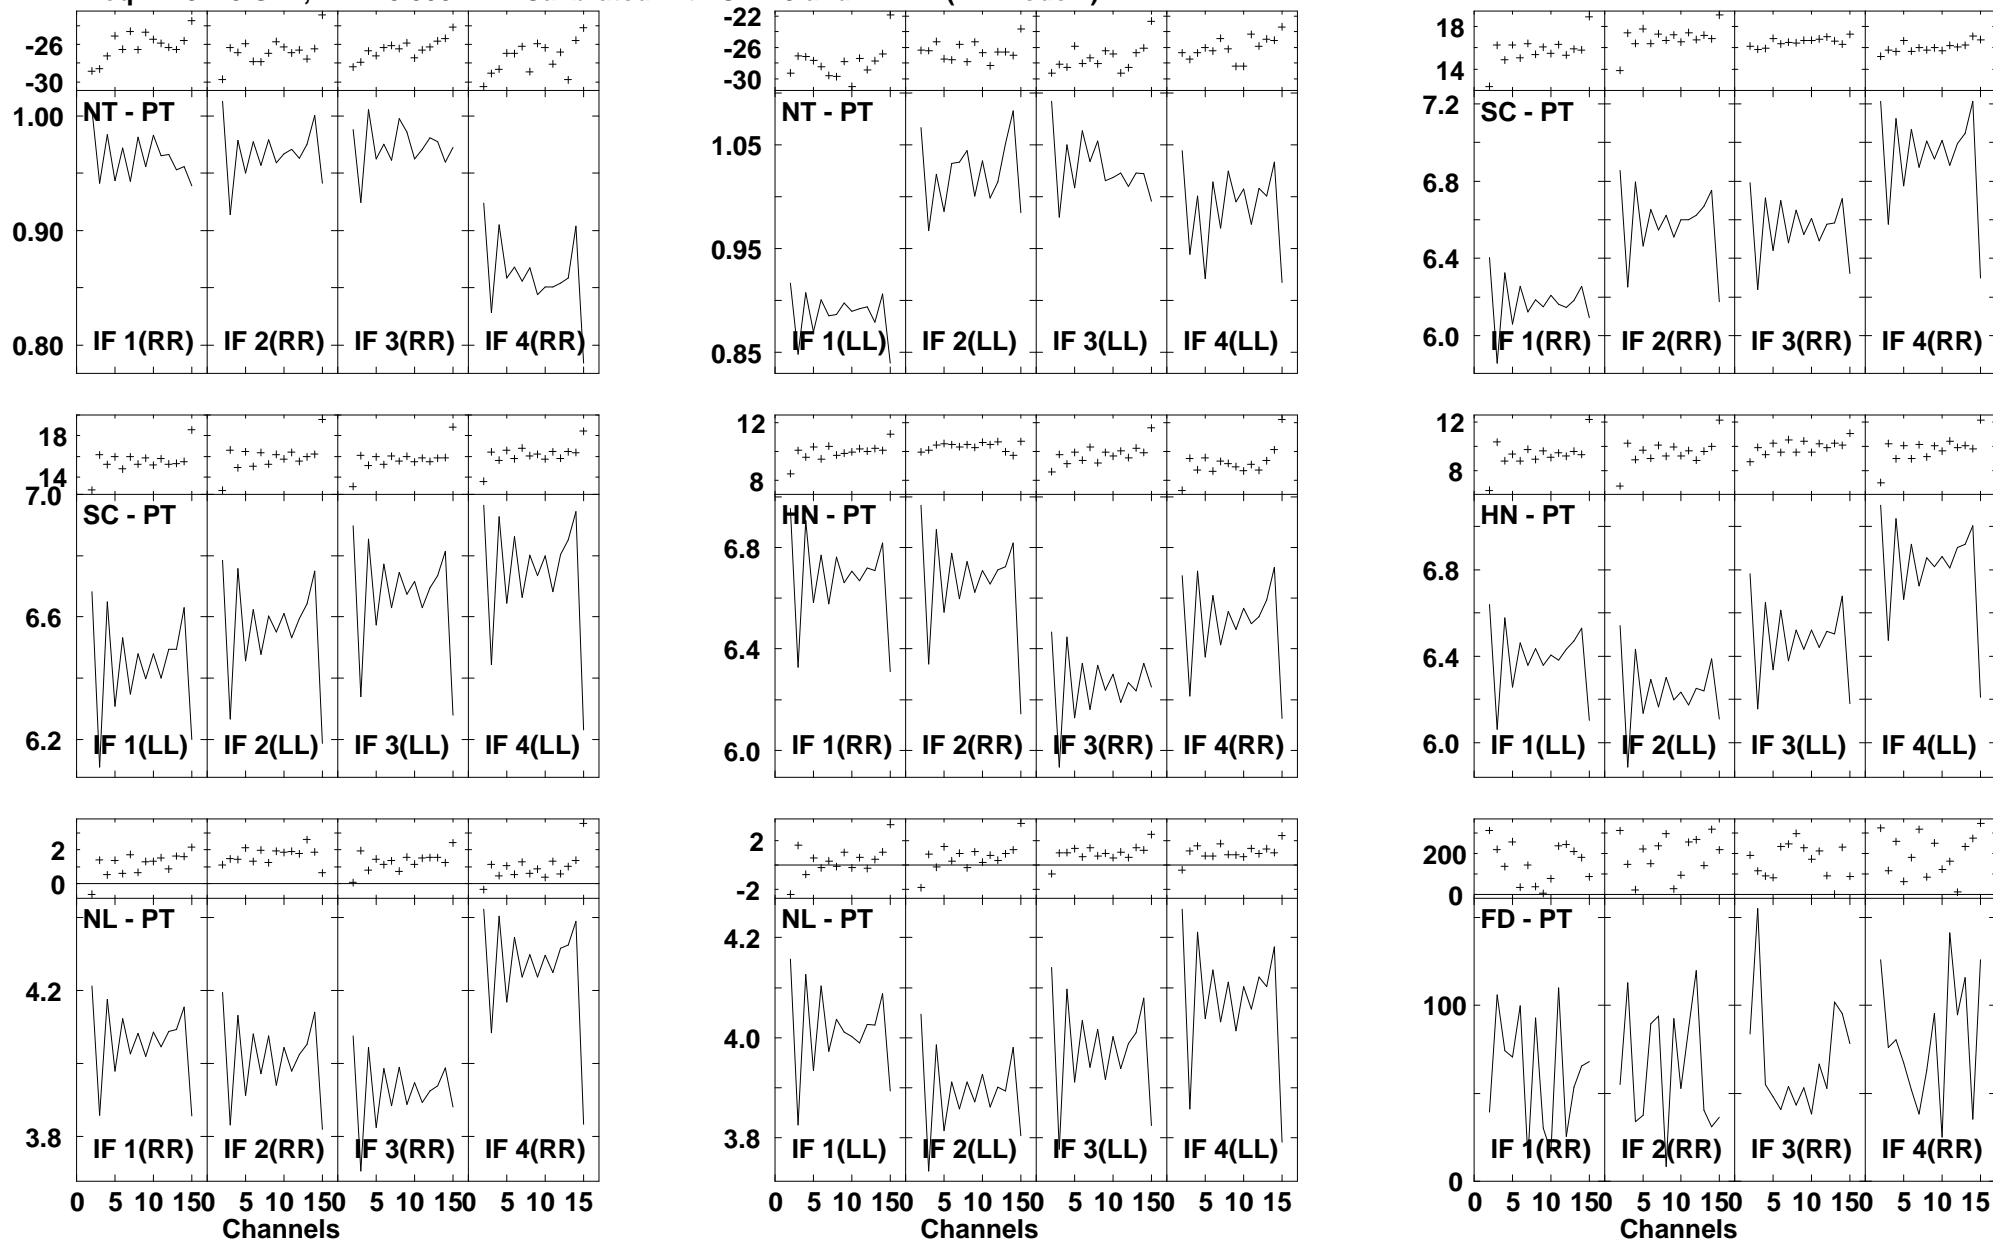 -26
-30
NT - PT
1.00
0.90
0.80
IF 1(RR) IF 2(RR) IF 3(RR) IF 4(RR)
-22
-26
-30
NT - PT
1.05
0.95
0.85
IF 1(LL) IF 2(LL) IF 3(LL) IF 4(LL)
18
14
SC - PT
7.2
6.8
6.4
6.0
IF 1(RR) IF 2(RR) IF 3(RR) IF 4(RR)
18
14
7.0
SC - PT
6.6
6.2
IF 1(LL) IF 2(LL) IF 3(LL) IF 4(LL)
12
8
HN - PT
6.8
6.4
6.0
IF 1(RR) IF 2(RR) IF 3(RR) IF 4(RR)
12
8
HN - PT
6.8
6.4
6.0
IF 1(LL) IF 2(LL) IF 3(LL) IF 4(LL)
2
0
NL - PT
4.2
3.8
IF 1(RR) IF 2(RR) IF 3(RR) IF 4(RR)
0 5 10 150 5 10 150 5 10 150 5 10 15
Channels
2
-2
NL - PT
4.2
4.0
3.8
IF 1(LL) IF 2(LL) IF 3(LL) IF 4(LL)
0 5 10 150 5 10 150 5 10 150 5 10 15
Channels
200
0
FD - PT
100
0
IF 1(RR) IF 2(RR) IF 3(RR) IF 4(RR)
0 5 10 150 5 10 150 5 10 150 5 10 15
Channels